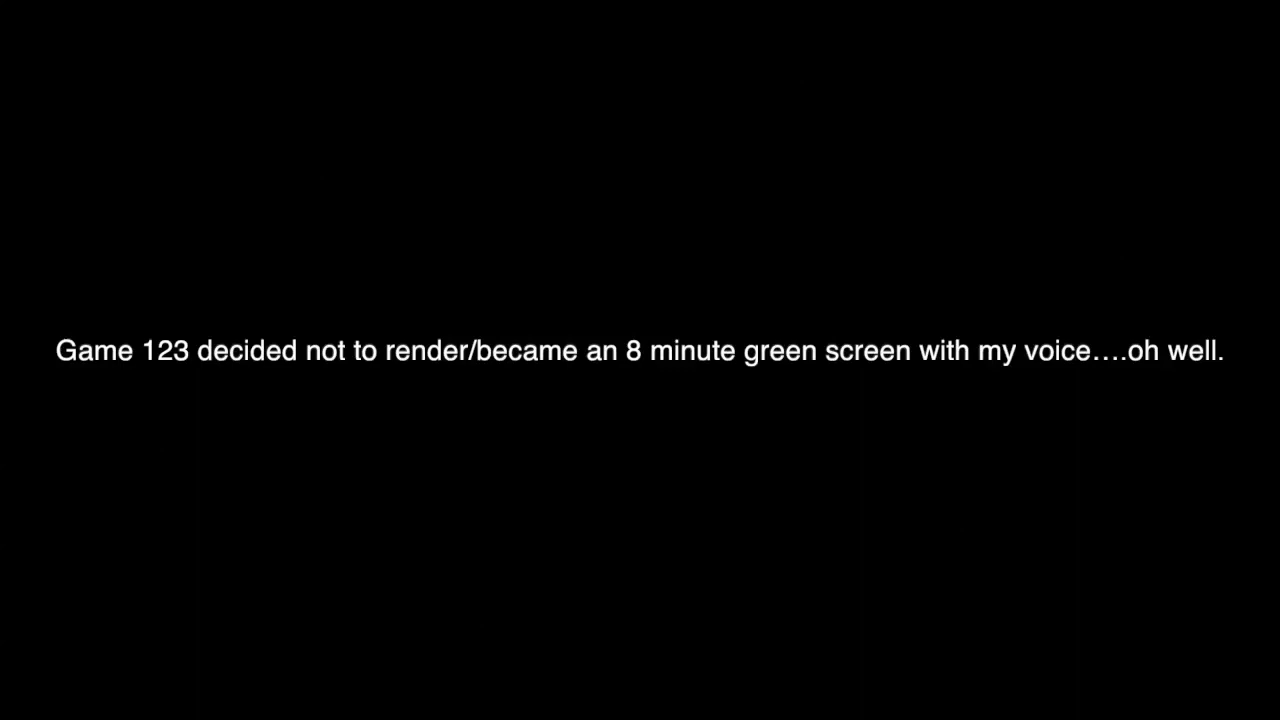 Game 123 decided not to render/became an 8 minute green screen with my voice….oh well.